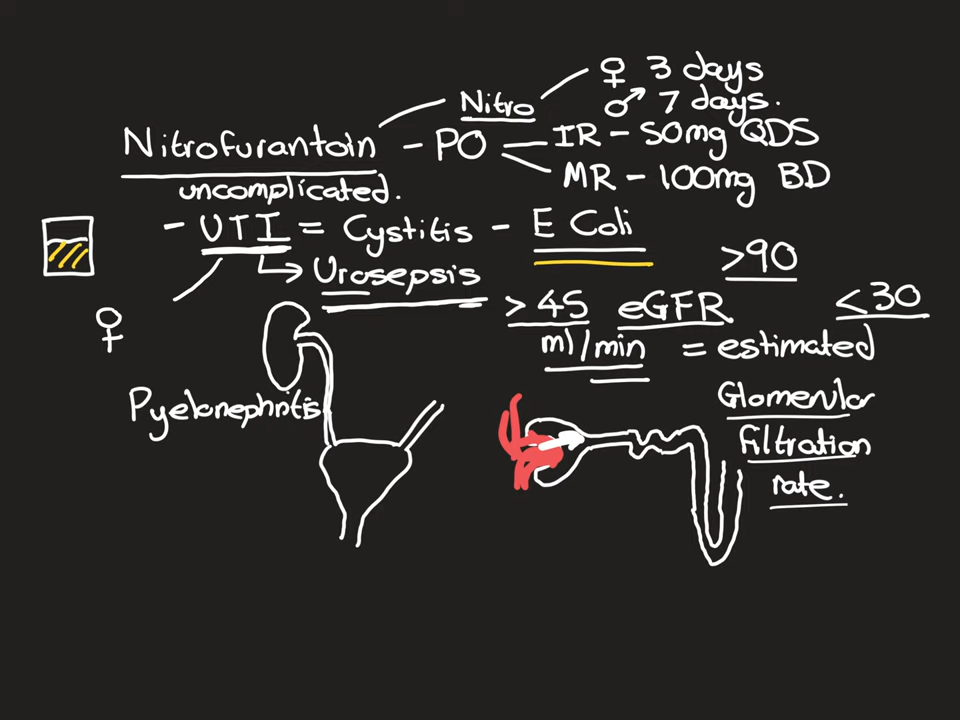 ♀ 3 days
Nitro
♂ 7 days.
Nitrofurantoin - PO
IR - 50mg QDS
MR - 100mg BD
uncomplicated.
- UTI = Cystitis - E Coli
Urosepsis
>90
>45 eGFR <30
ml/min = estimated
♀
Pyelonephritis
Glomerular
filtration
rate.